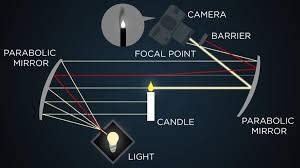 CAMERA
BARRIER
PARABOLIC
MIRROR
FOCAL POINT
CANDLE
PARABOLIC
MIRROR
LIGHT